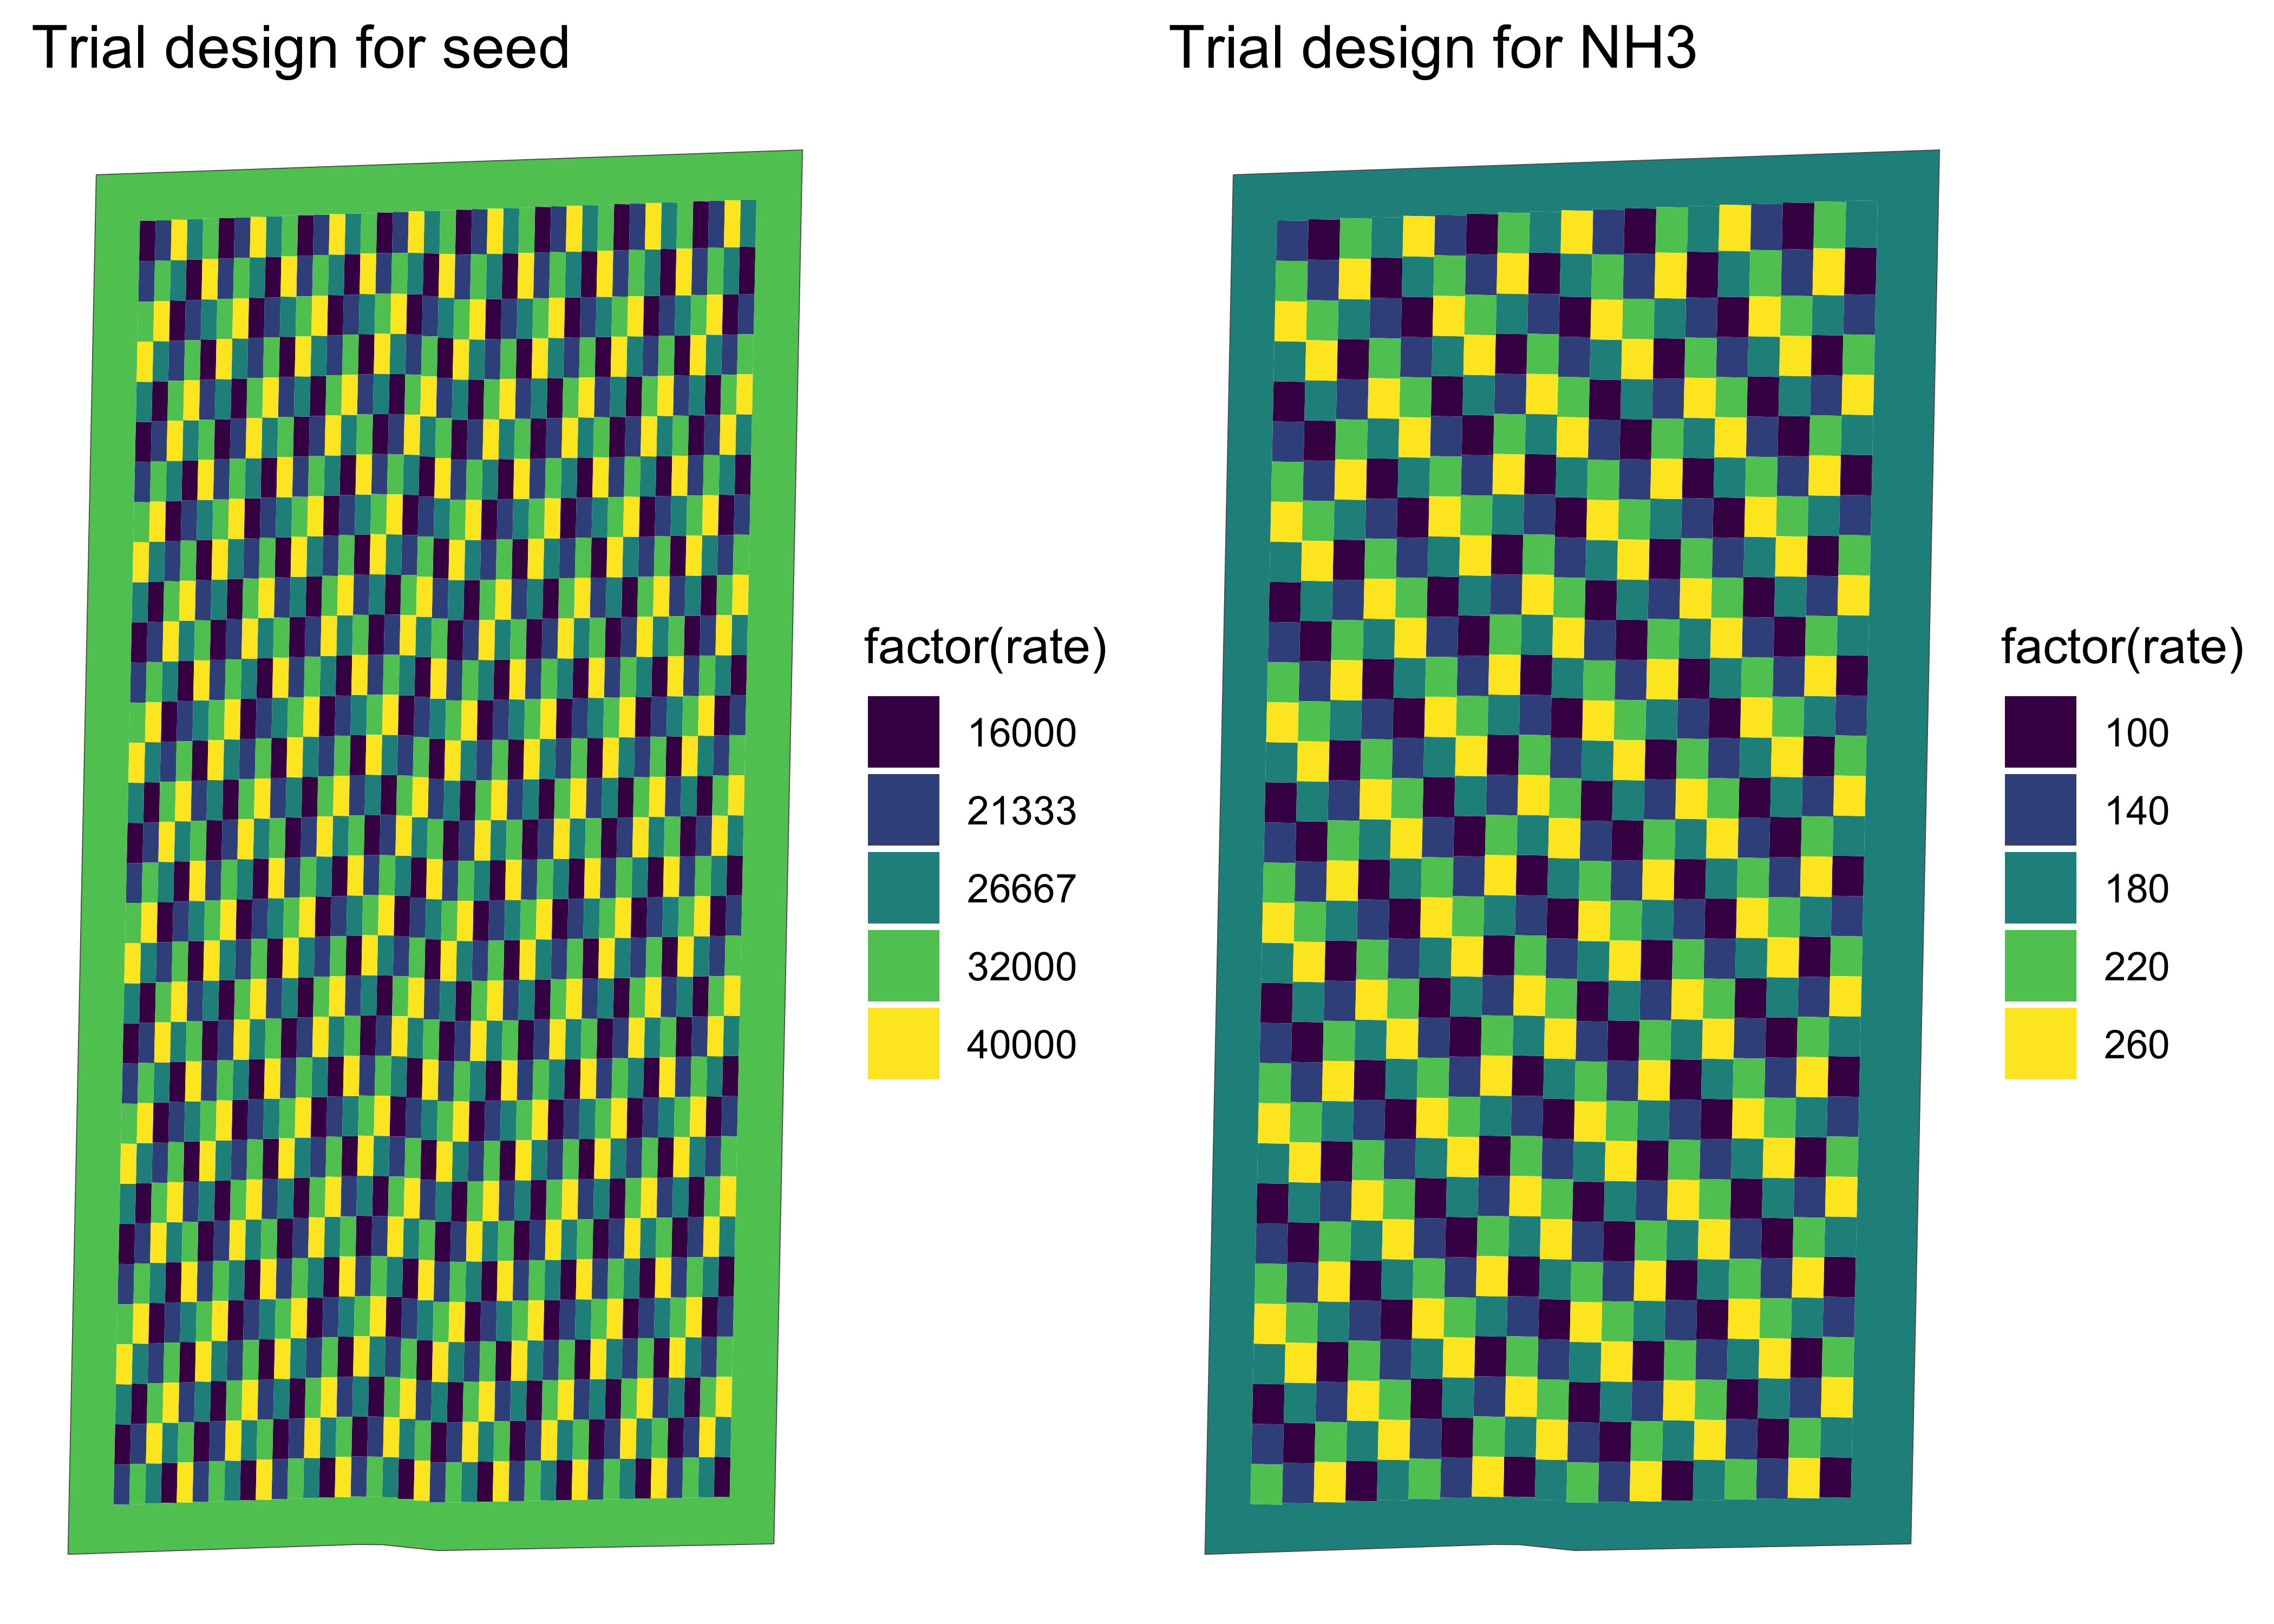 Trial design for seed
factor(rate)
16000
21333
26667
32000
40000
Trial design for NH3
factor(rate)
100
140
180
220
260